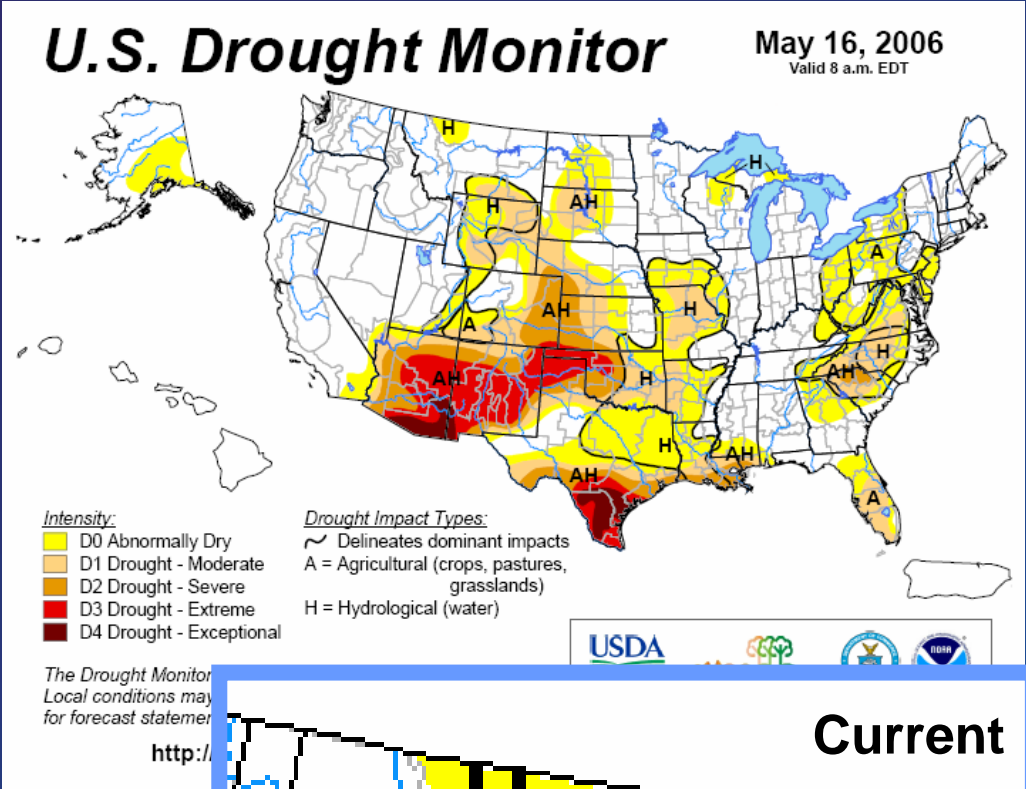 U.S. Drought Monitor
May 16, 2006
Valid 8 a.m. EDT
H
H
AH
H
A
AH
A
H
AH
H
AH
AH
H
H
AH
AH
A
Intensity:
D0 Abnormally Dry
D1 Drought - Moderate
D2 Drought - Severe
D3 Drought - Extreme
D4 Drought - Exceptional
Drought Impact Types:
Delineates dominant impacts
A = Agricultural (crops, pastures,
grasslands)
H = Hydrological (water)
USDA
NOAA
The Drought Monitor
Local conditions may
for forecast
http:/
Current